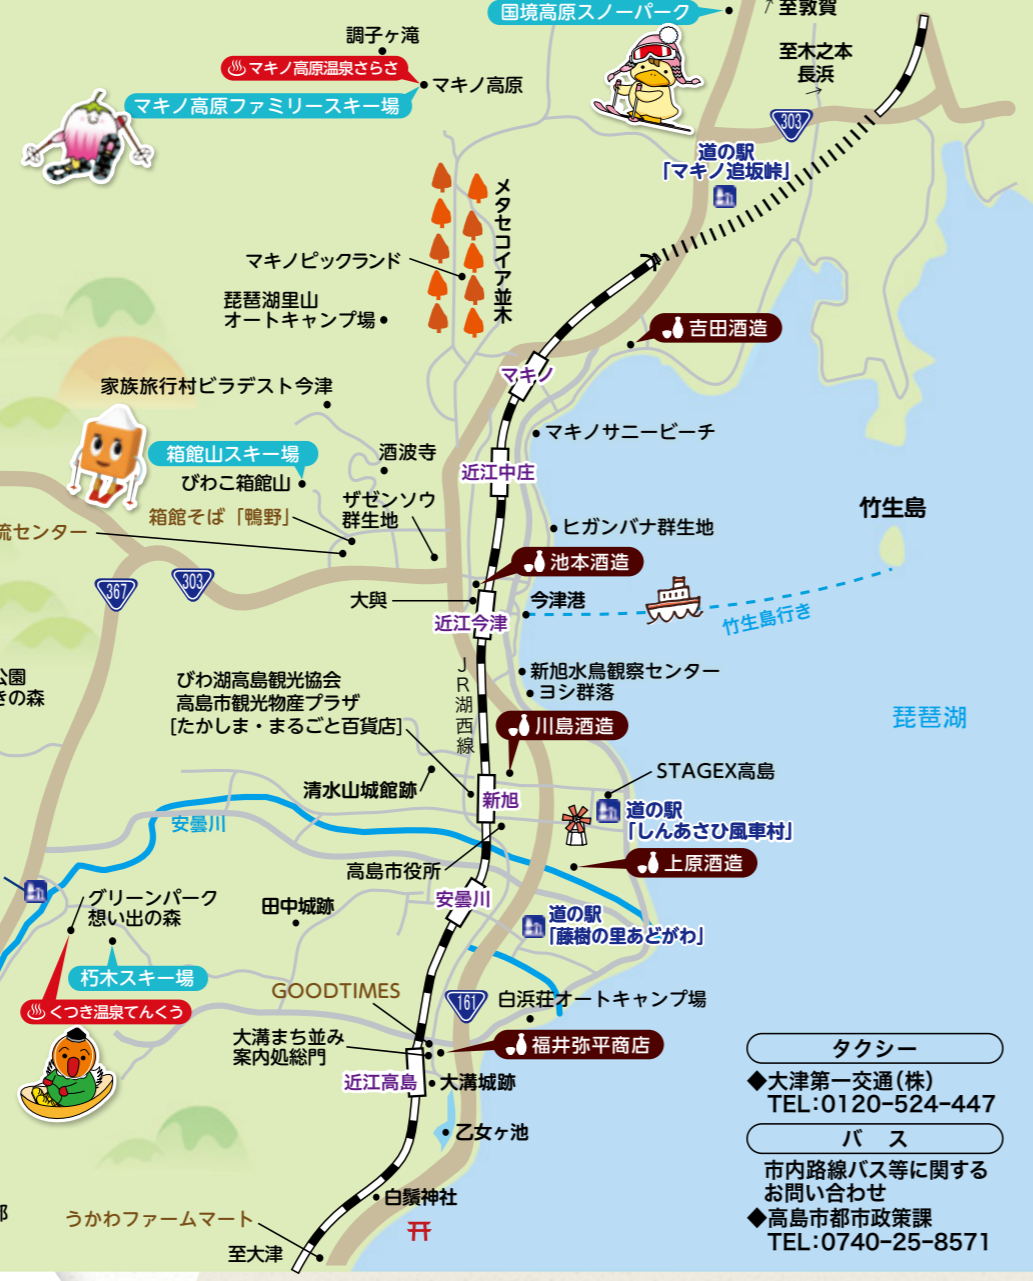 国境高原スノーパーク
至敦賀
調子ヶ滝
至木之本
長浜
マキノ高原温泉さらさ
マキノ高原
マキノ高原ファミリースキー場
303
道の駅
「マキノ追坂峠」
メタセコイア並木
マキノピックランド
琵琶湖里山
オートキャンプ場
吉田酒造
マキノ
家族旅行村ビラデスト今津
マキノサニービーチ
箱館山スキー場
酒波寺
近江中庄
びわこ箱館山
ザゼンソウ
群生地
箱館そば「鴨野」
竹生島
ヒガンバナ群生地
流センター
池本酒造
367
303
大與
今津港
近江今津
竹生島行き
公園
きの森
JR湖西線
新旭水鳥観察センター
ヨシ群落
びわ湖高島観光協会
高島市観光物産プラザ
[たかしま・まるごと百貨店]
川島酒造
琵琶湖
清水山城館跡
STAGEX高島
新旭
道の駅
「しんあさひ風車村」
安曇川
高島市役所
上原酒造
グリーンパーク
想い出の森
田中城跡
安曇川
道の駅
「藤樹の里あどがわ」
朽木スキー場
GOODTIMES
161
白浜荘オートキャンプ場
くつき温泉てんくう
大溝まち並み
案内処総門
福井弥平商店
近江高島
大溝城跡
乙女ヶ池
白鬚神社
うかわファームマート
至大津
タクシー
◆大津第一交通(株)
TEL:0120-524-447
バス
市内路線バス等に関する
お問い合わせ
◆高島市都市政策課
TEL:0740-25-8571